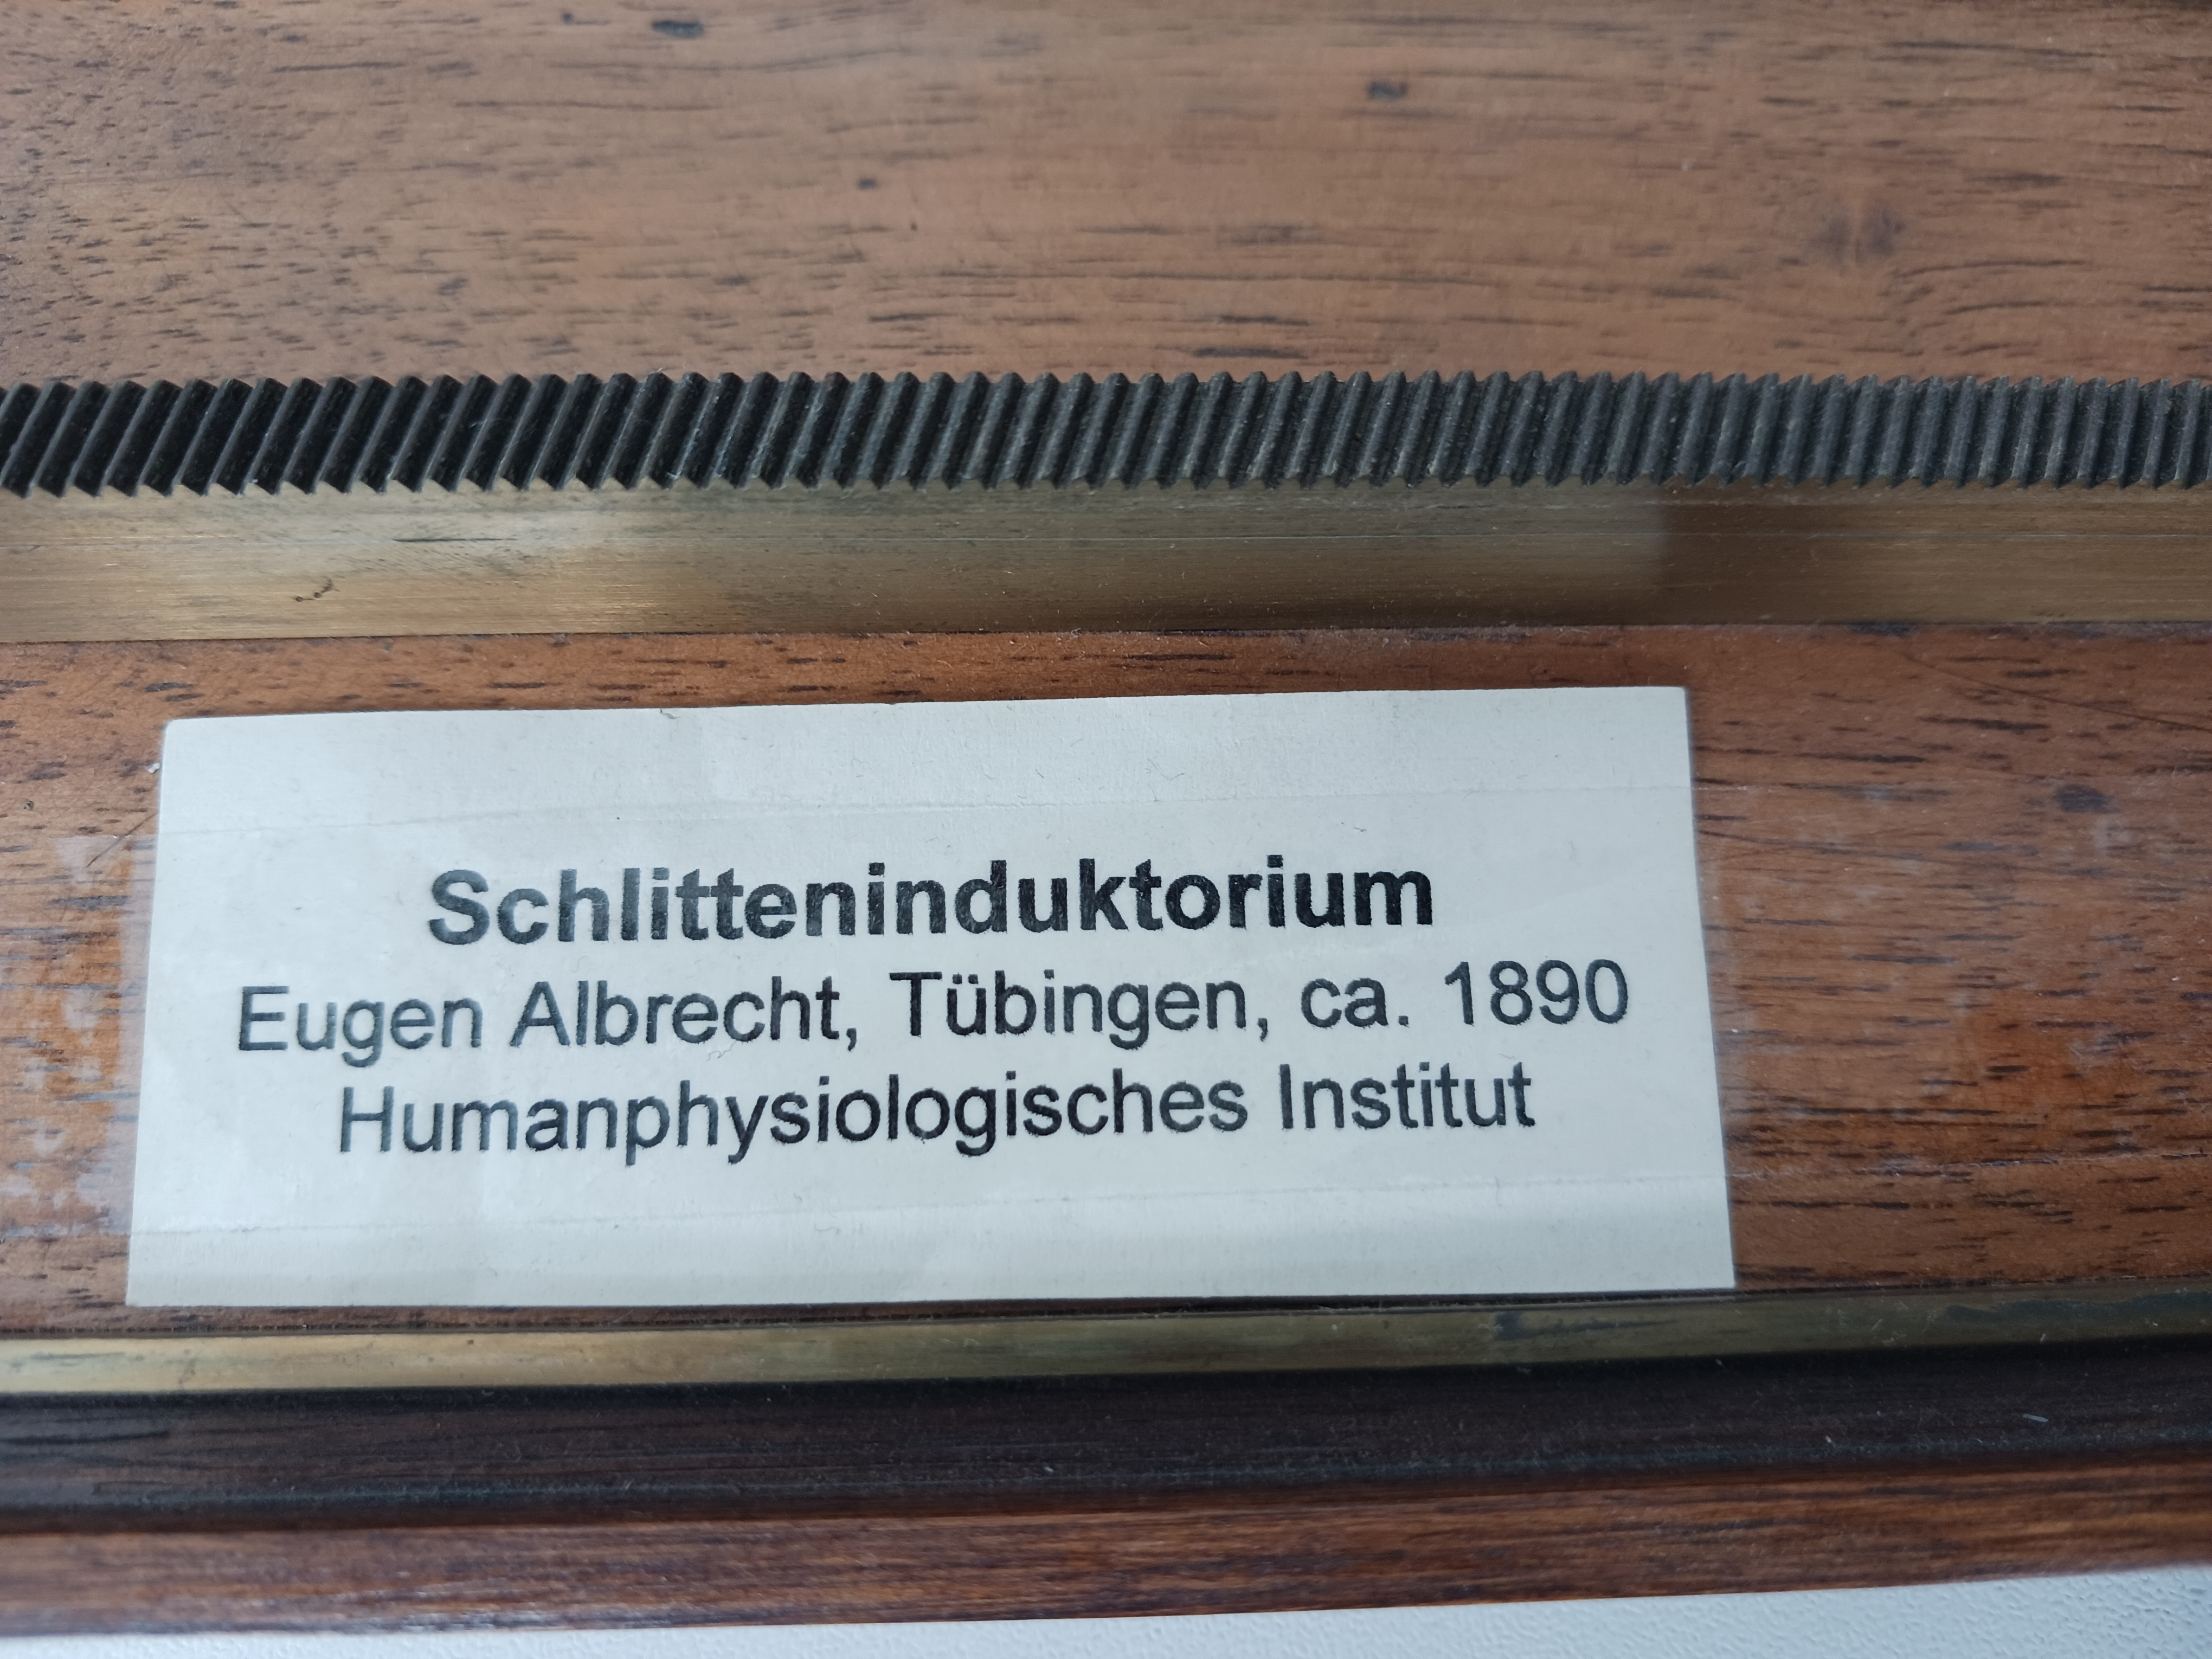 Schlitteninduktorium
Eugen Albrecht, Tübingen, ca. 1890
Humanphysiologisches Institut